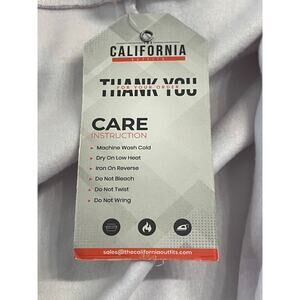 CALIFORNIA
OUTFITS
THANK YOU
FOR YOUR ORDER
CARE
INSTRUCTION
Machine Wash Cold
Dry On Low Heat
Iron On Reverse
Do Not Bleach
Do Not Twist
Do Not Wring
sales@thecaliforniaoutfits.com